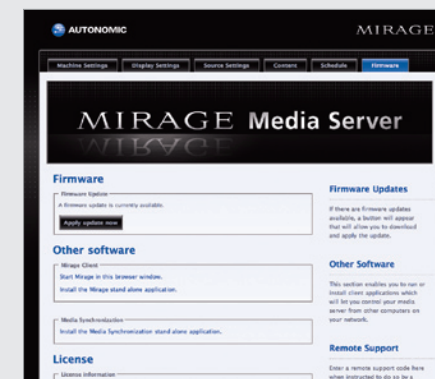 AUTONOMIC
MIRAGE
Machine Settings
Display Settings
Source Settings
Content
Schedule
Firmware
MIRAGE Media Server
Firmware
Firmware Update
A firmware update is currently available.
Apply update now
Other software
Mirage Client
Start Mirage in this browser window.
Install the Mirage stand alone application.
Media Synchronization
Install the Media Synchronization stand alone application.
License
License information
Firmware Updates
If there are firmware updates
available, a button will appear
that will allow you to download
and apply the update.
Other Software
This section enables you to run or
install client applications which
will let you control your media
server from other computers on
your network.
Remote Support
Enter a remote support code here
when instructed to do so by a